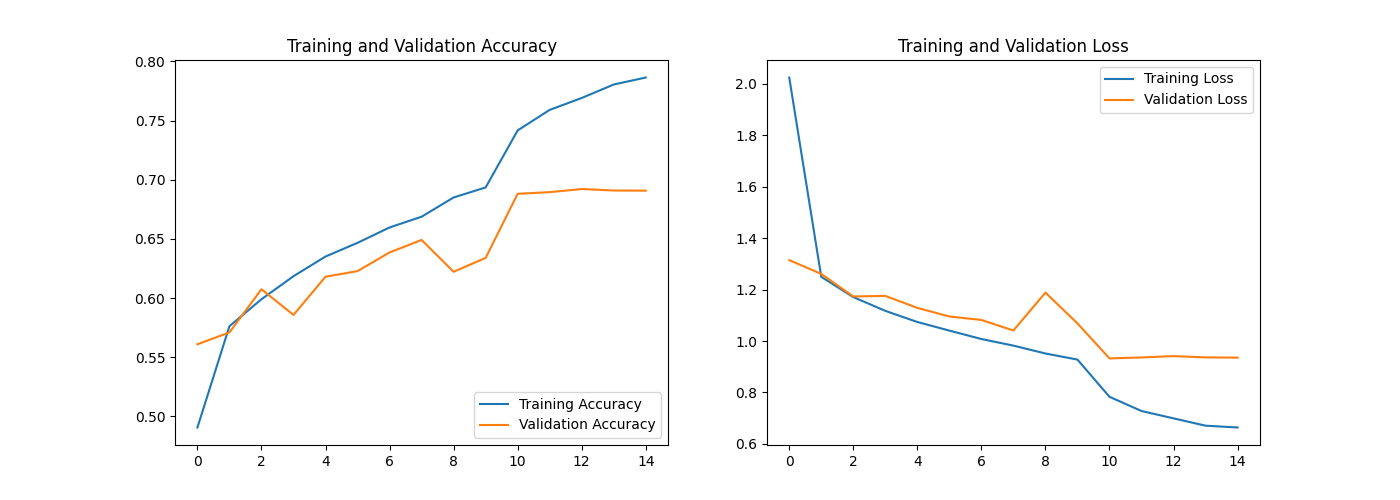 Training and Validation Accuracy
0.80
0.75
0.70
0.65
0.60
0.55
0.50
Training Accuracy
Validation Accuracy
0 2 4 6 8 10 12 14
Training and Validation Loss
2.0
1.8
1.6
1.4
1.2
1.0
0.8
0.6
Training Loss
Validation Loss
0 2 4 6 8 10 12 14